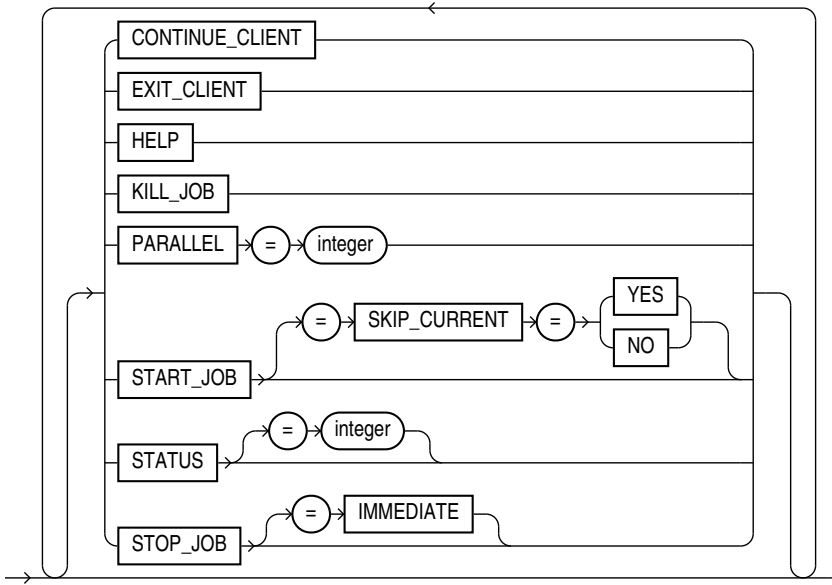 CONTINUE_CLIENT
EXIT_CLIENT
HELP
KILL_JOB
PARALLEL = integer
YES
= SKIP_CURRENT =
NO
START_JOB
= integer
STATUS
= IMMEDIATE
STOP_JOB